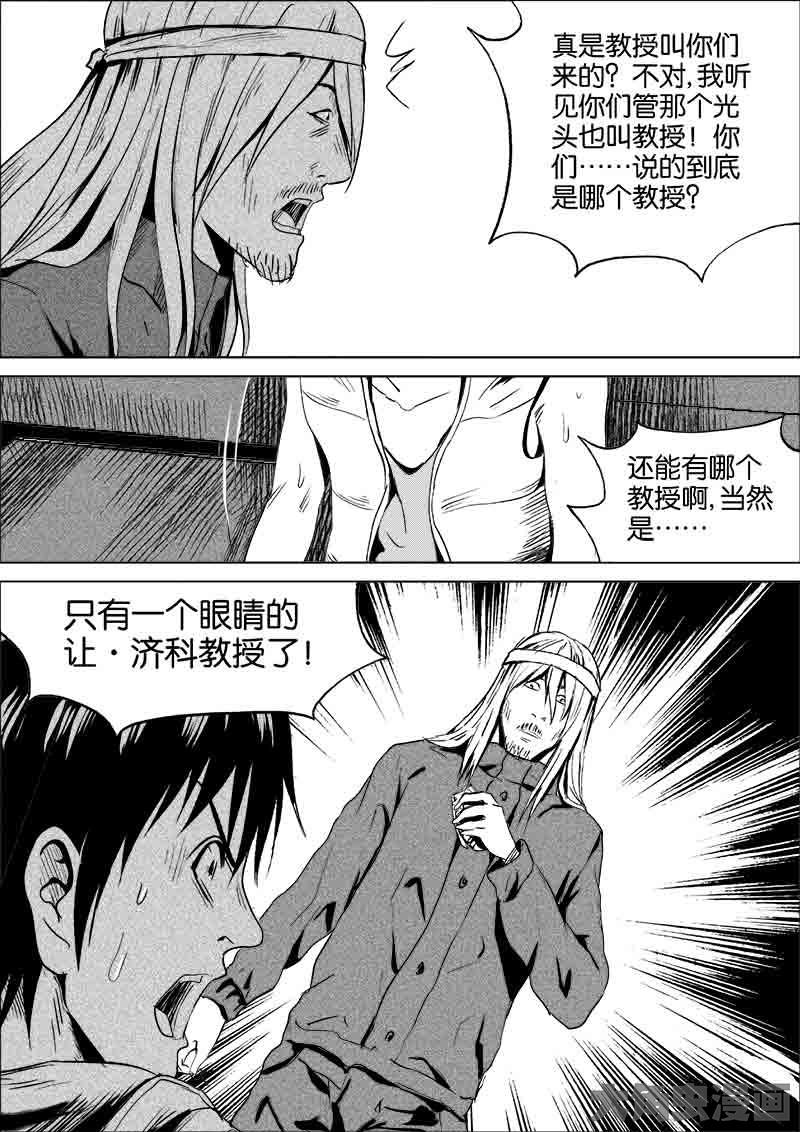 真是教授叫你们
来的？不对，我听
见你们管那个光
头也叫教授！你
们……说的到底
是哪个教授？
还能有哪个
教授啊，当然
是……
只有一个眼睛的
让·济科教授了！
漫画